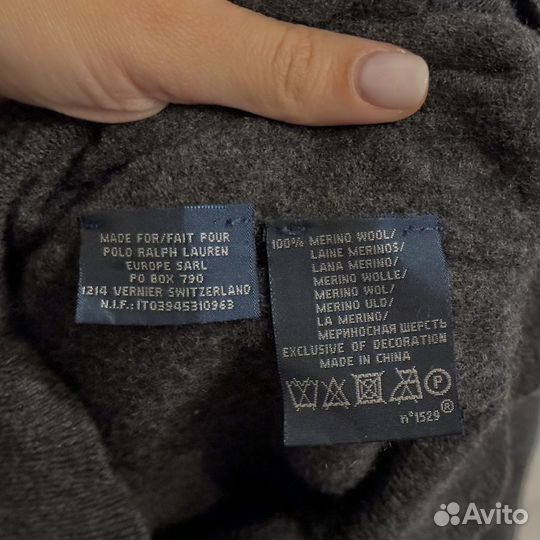 MADE FOR/FAIT POUR
POLO RALPH LAUREN
EUROPE SARL
PO BOX 790
1214 VERNIER SWITZERLAND
N.I.F.: IT03945310963
100% MERINO WOOL/
LAINE MERINOS/
LANA MERINO/
MERINO WOLLE/
MERINO WOL/
MERINO ULD/
LA MERINO/
МЕРИНОСНАЯ ШЕРСТЬ
EXCLUSIVE OF DECORATION
MADE IN CHINA
P
n°1529®
Avito